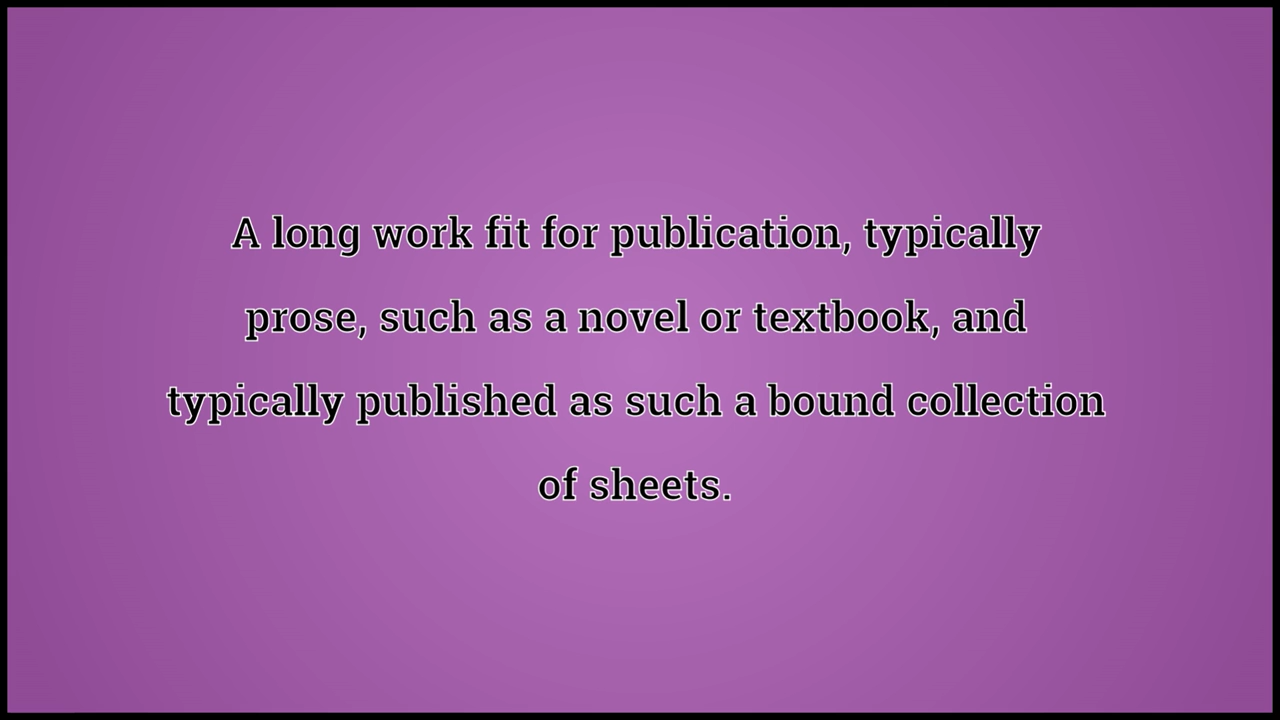 A long work fit for publication, typically
prose, such as a novel or textbook, and
typically published as such a bound collection
of sheets.